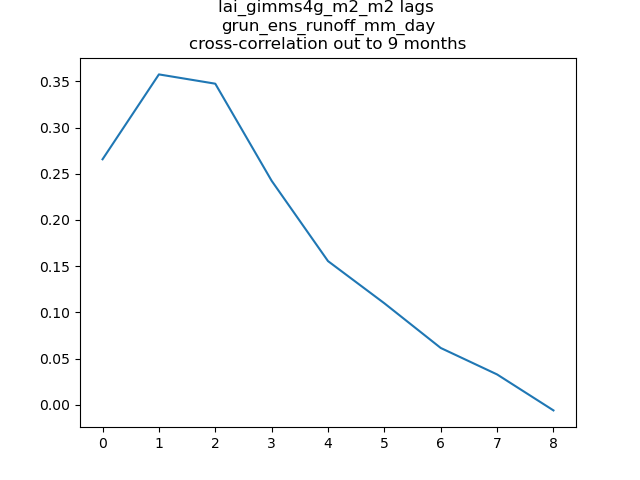 lai_gimms4g_m2_m2 lags
grun_ens_runoff_mm_day
cross-correlation out to 9 months
0.35
0.30
0.25
0.20
0.15
0.10
0.05
0.00
0 1 2 3 4 5 6 7 8